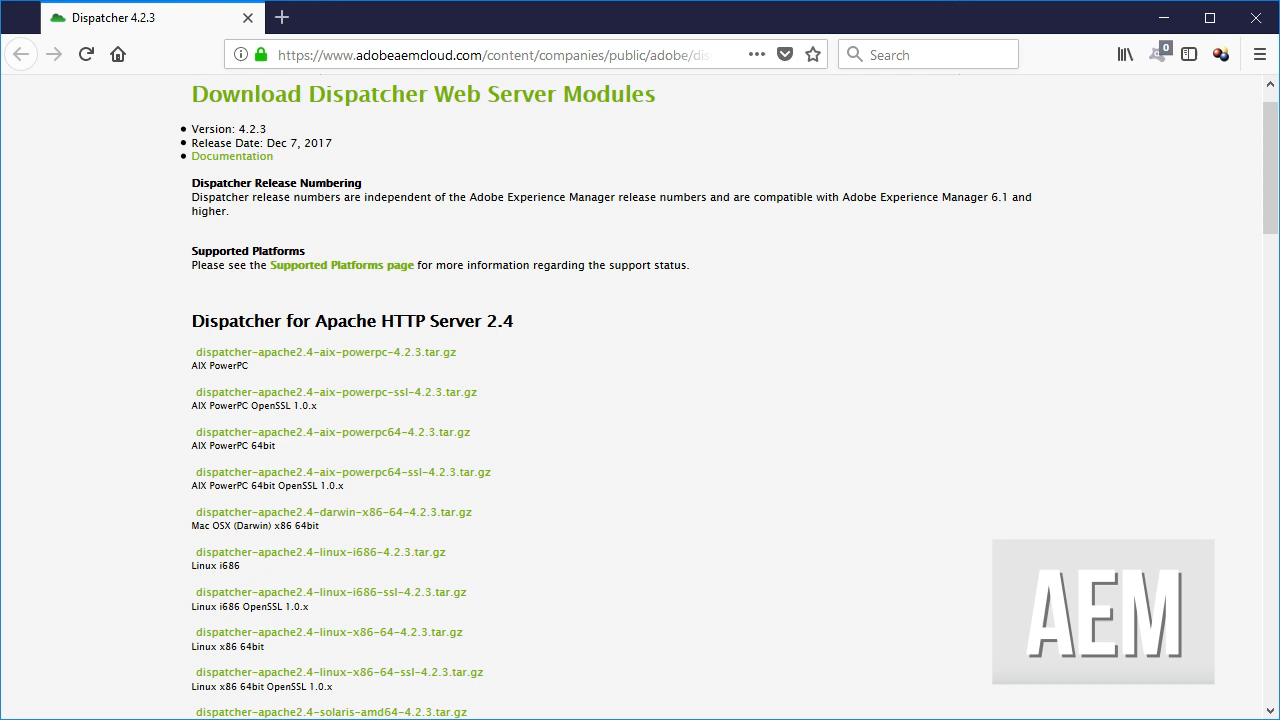 Dispatcher 4.2.3
https://www.adobeaemcloud.com/content/companies/public/adobe/dis
Search
0
Download Dispatcher Web Server Modules
Version: 4.2.3
Release Date: Dec 7, 2017
Documentation
Dispatcher Release Numbering
Dispatcher release numbers are independent of the Adobe Experience Manager release numbers and are compatible with Adobe Experience Manager 6.1 and
higher.
Supported Platforms
Please see the Supported Platforms page for more information regarding the support status.
Dispatcher for Apache HTTP Server 2.4
dispatcher-apache2.4-aix-powerpc-4.2.3.tar.gz
AIX PowerPC
dispatcher-apache2.4-aix-powerpc-ssl-4.2.3.tar.gz
AIX PowerPC OpenSSL 1.0.x
dispatcher-apache2.4-aix-powerpc64-4.2.3.tar.gz
AIX PowerPC 64bit
dispatcher-apache2.4-aix-powerpc64-ssl-4.2.3.tar.gz
AIX PowerPC 64bit OpenSSL 1.0.x
dispatcher-apache2.4-darwin-x86-64-4.2.3.tar.gz
Mac OSX (Darwin) x86 64bit
dispatcher-apache2.4-linux-i686-4.2.3.tar.gz
Linux i686
dispatcher-apache2.4-linux-i686-ssl-4.2.3.tar.gz
Linux i686 OpenSSL 1.0.x
dispatcher-apache2.4-linux-x86-64-4.2.3.tar.gz
Linux x86 64bit
dispatcher-apache2.4-linux-x86-64-ssl-4.2.3.tar.gz
Linux x86 64bit OpenSSL 1.0.x
dispatcher-apache2.4-solaris-amd64-4.2.3.tar.gz
AEM